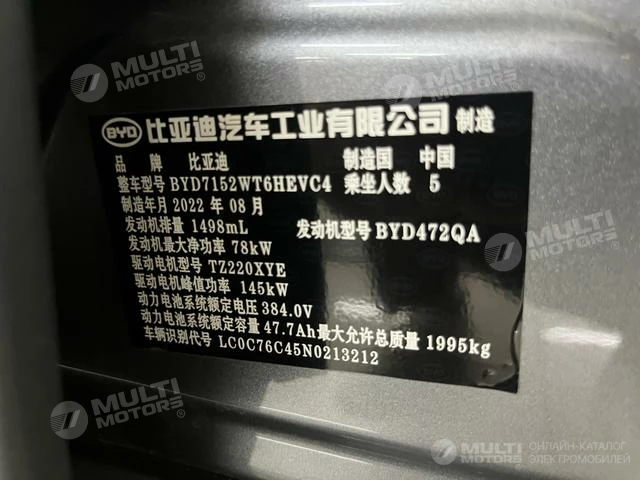 MULTI MOTORS®
MULTI MOTORS®
BYD 比亚迪汽车工业有限公司 制造
品 牌 比亚迪 制造国 中国
整车型号 BYD7152WT6HEVC4 乘坐人数 5
制造年月 2022 年 08 月
发动机排量 1498mL 发动机型号 BYD472QA
发动机最大净功率 78kW
驱动电机型号 TZ220XYE
驱动电机峰值功率 145kW
动力电池系统额定电压 384.0V
动力电池系统额定容量 47.7Ah 最大允许总质量 1995kg
车辆识别代号 LC0C76C45N0213212
MULTI MOTORS®
MULTI MOTORS
ОНЛАЙН-КАТАЛОГ
ЭЛЕКТРОМОБИЛЕЙ